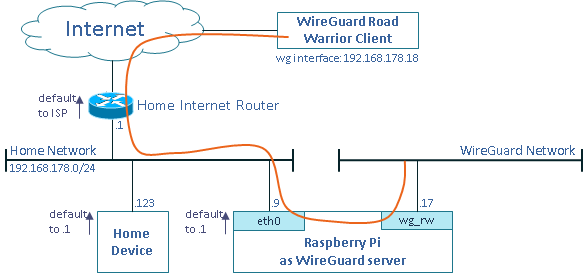 Internet
WireGuard Road
Warrior Client
wg interface: 192.168.178.18
default
to ISP
Home Internet Router
.1
Home Network
192.168.178.0/24
WireGuard Network
.123
.9
.17
default
to .1
Home
Device
default
to .1
eth0
wg_rw
Raspberry Pi
as WireGuard server